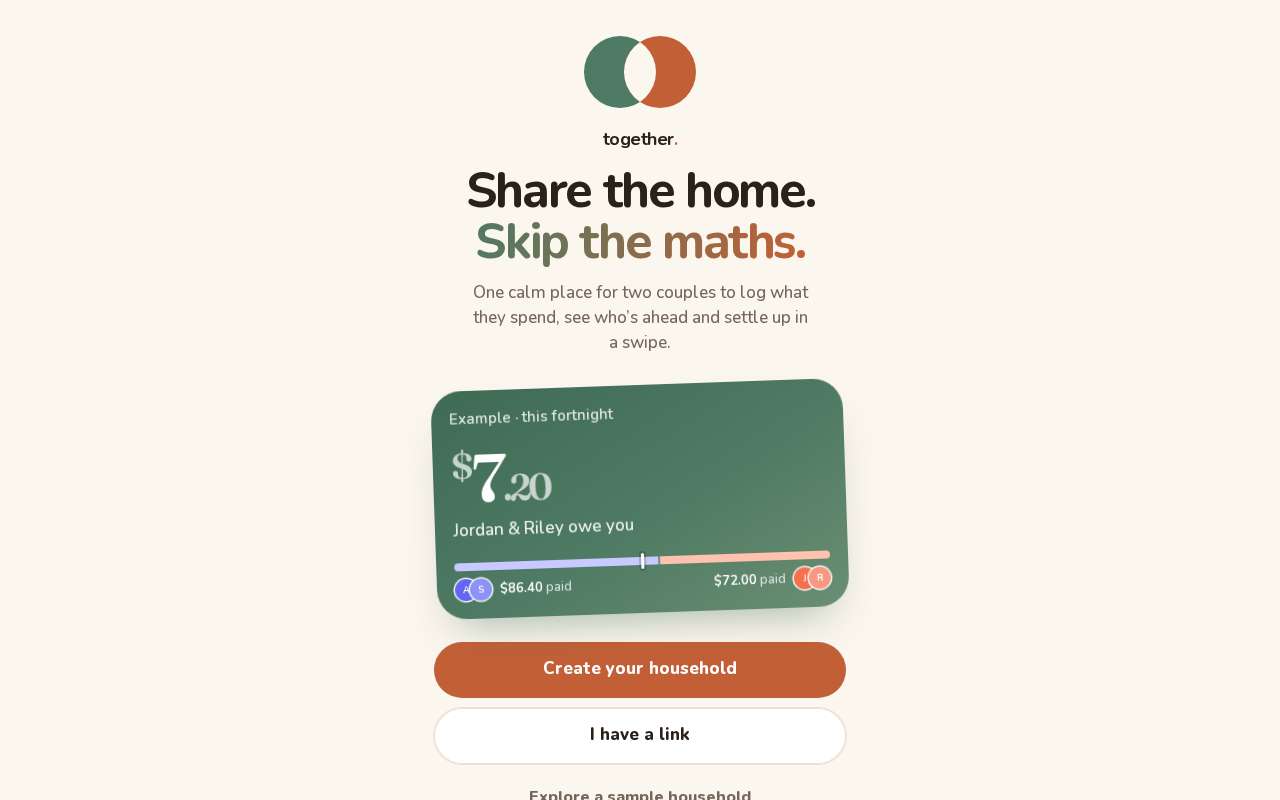 together.
Share the home.
Skip the maths.
One calm place for two couples to log what
they spend, see who's ahead and settle up in
a swipe.
Example · this fortnight
$7.20
Jordan & Riley owe you
A S $86.40 paid
$72.00 paid J R
Create your household
I have a link
Explore a sample household